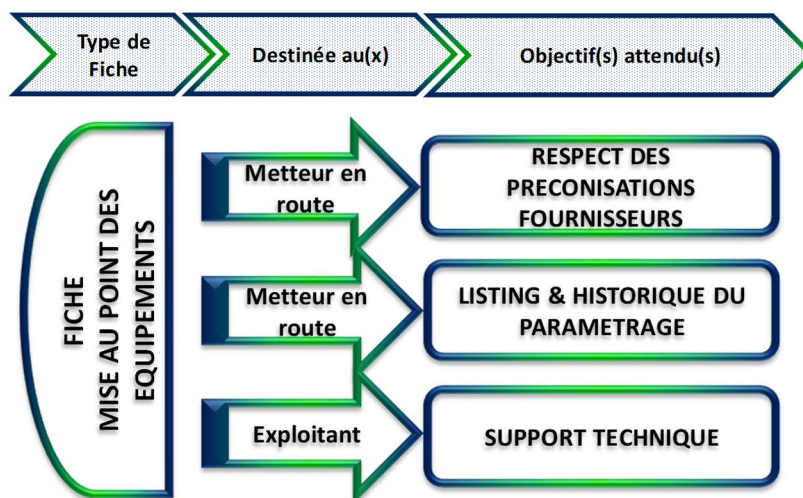 Type de
Fiche
Destinée au(x)
Objectif(s) attendu(s)
FICHE
MISE AU POINT DES
EQUIPEMENTS
Metteur en
route
RESPECT DES
PRECONISATIONS
FOURNISSEURS
Metteur en
route
LISTING & HISTORIQUE DU
PARAMETRAGE
Exploitant
SUPPORT TECHNIQUE